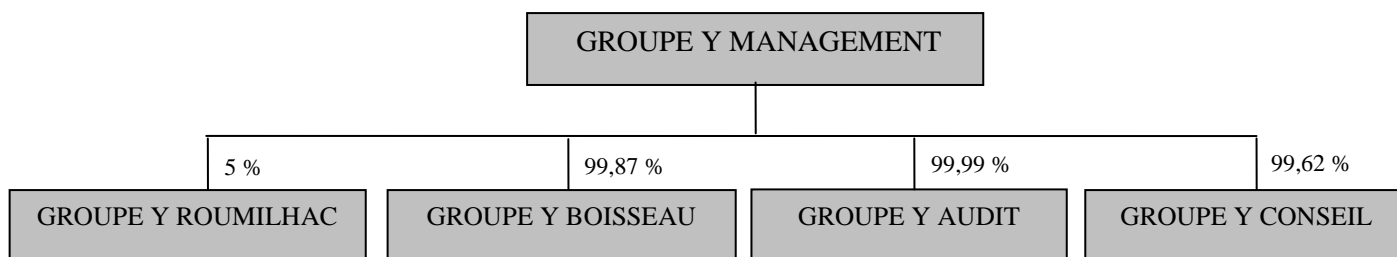 GROUPE Y MANAGEMENT
5 % 99,87 % 99,99 % 99,62 %
GROUPE Y ROUMILHAC GROUPE Y BOISSEAU GROUPE Y AUDIT GROUPE Y CONSEIL